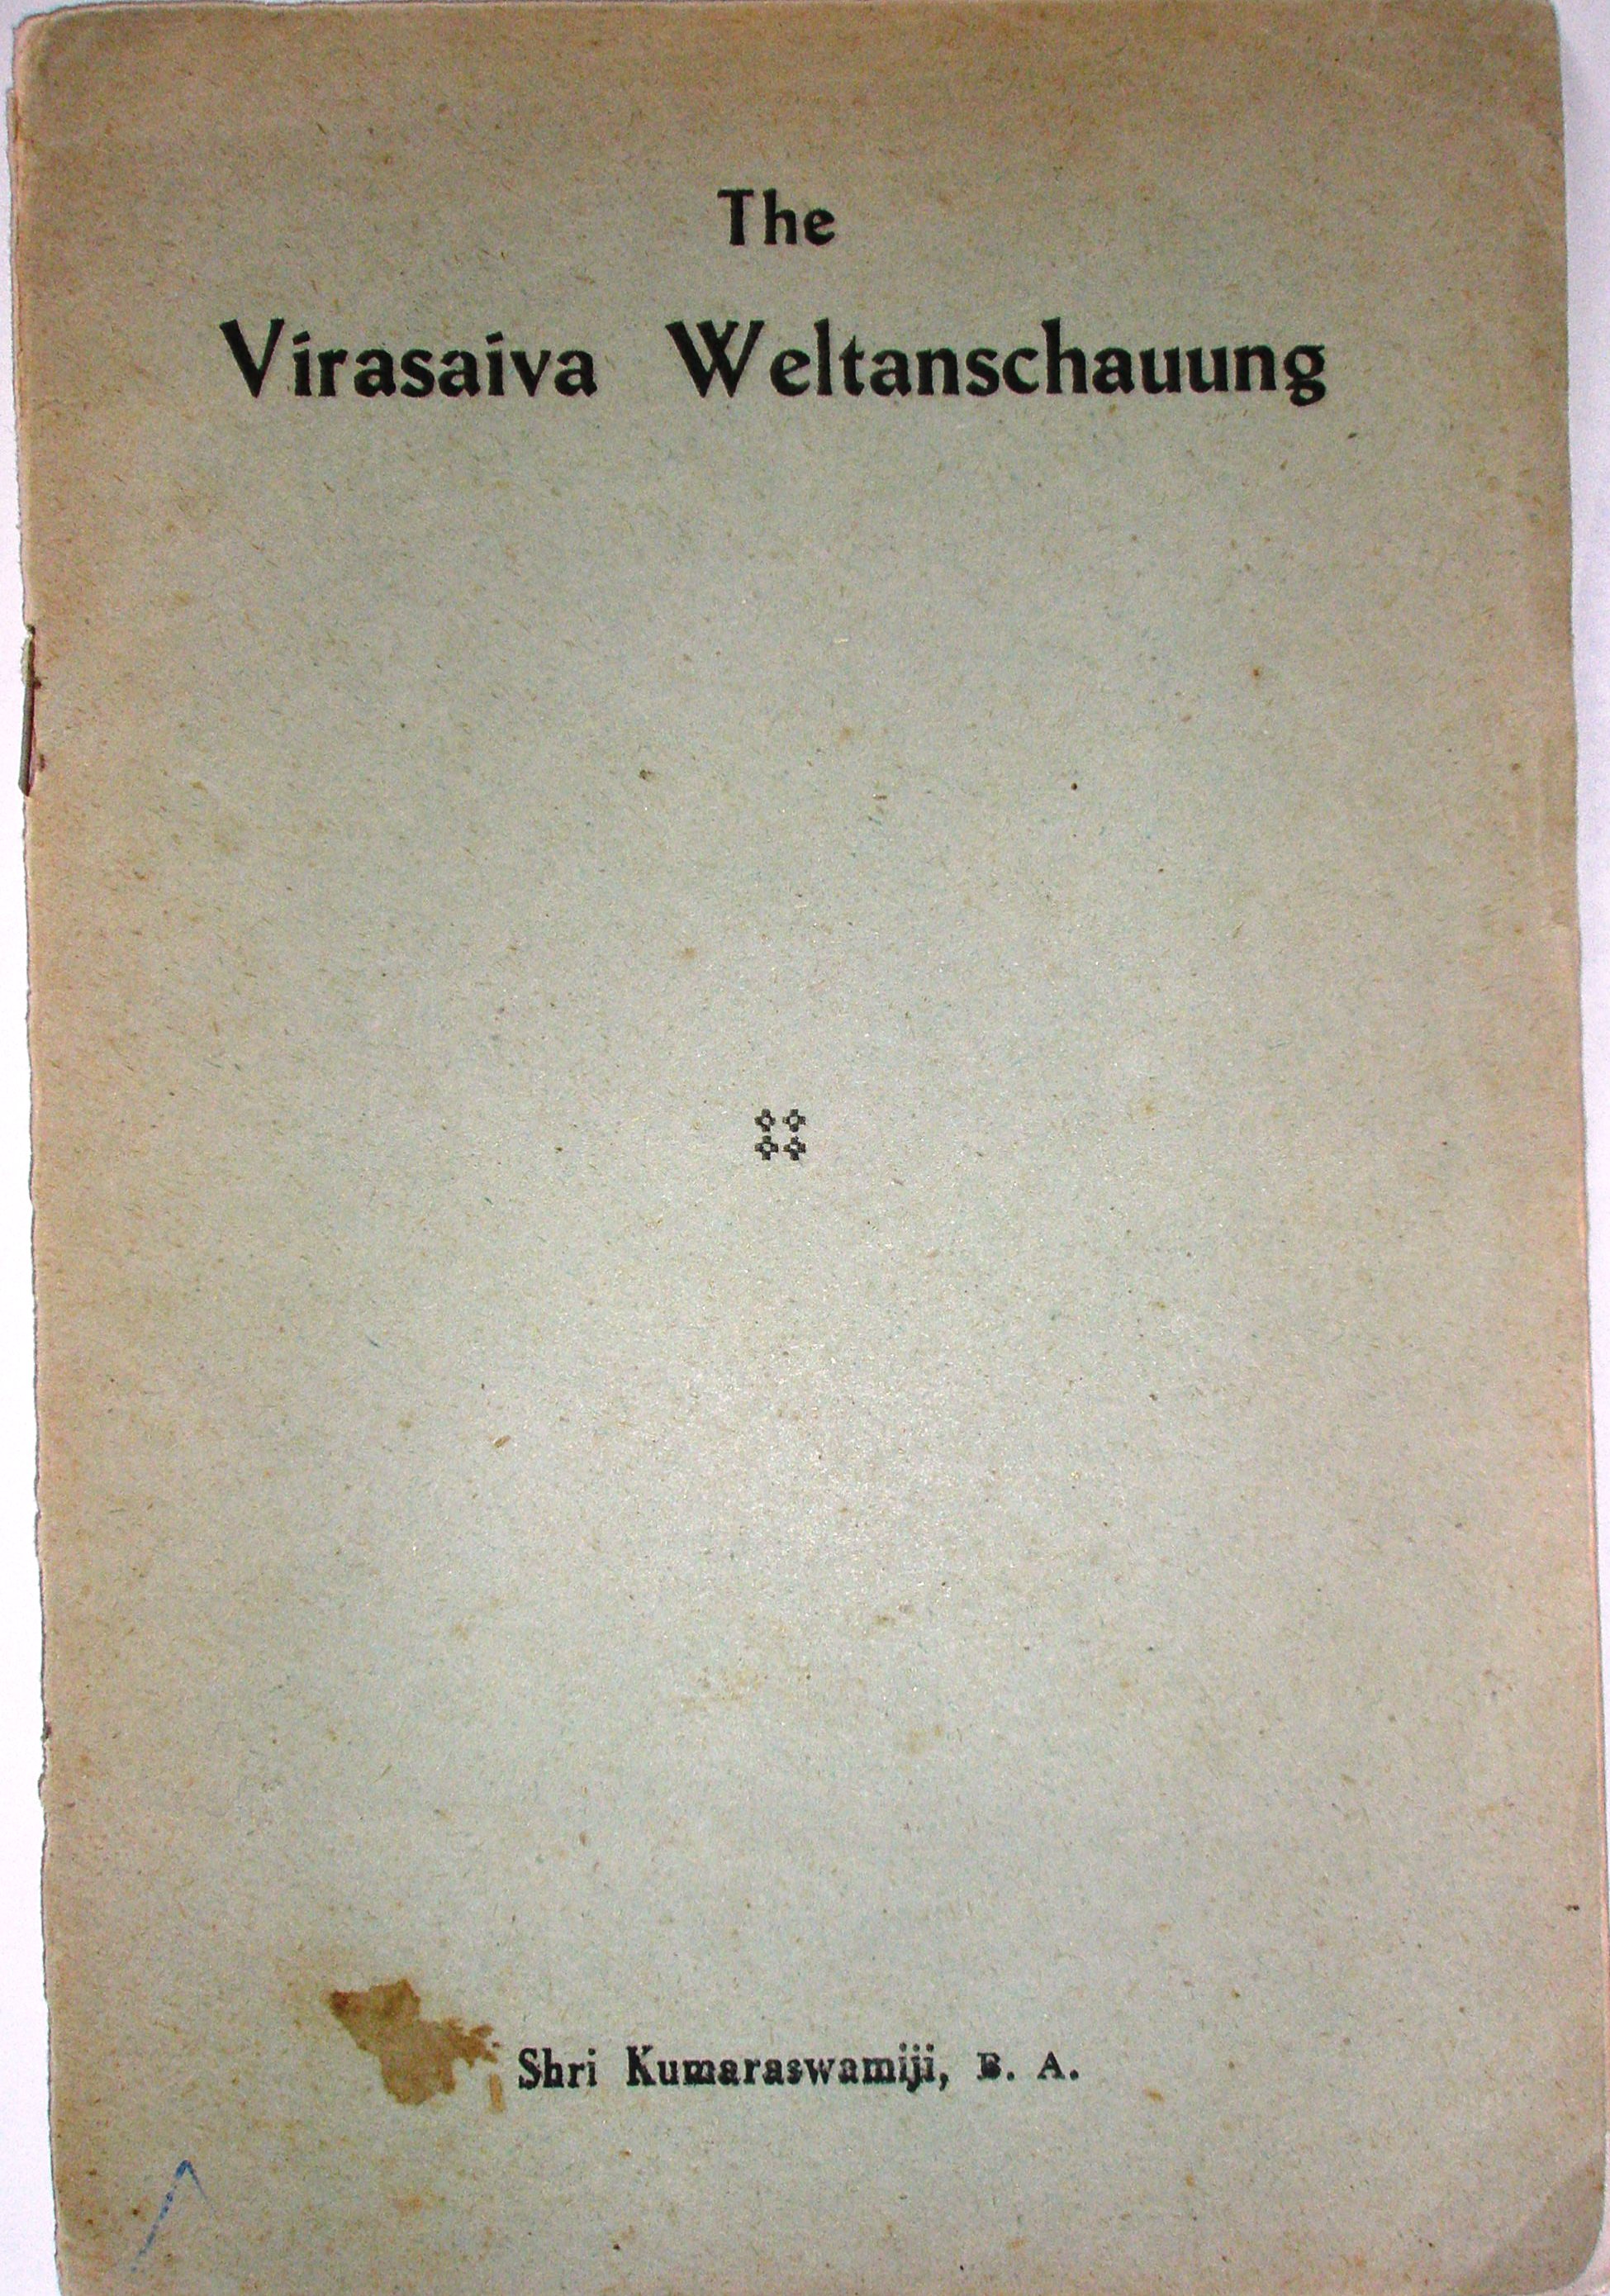 The
Virasaiva Weltanschauung
Shri Kumaraswamiji, B. A.